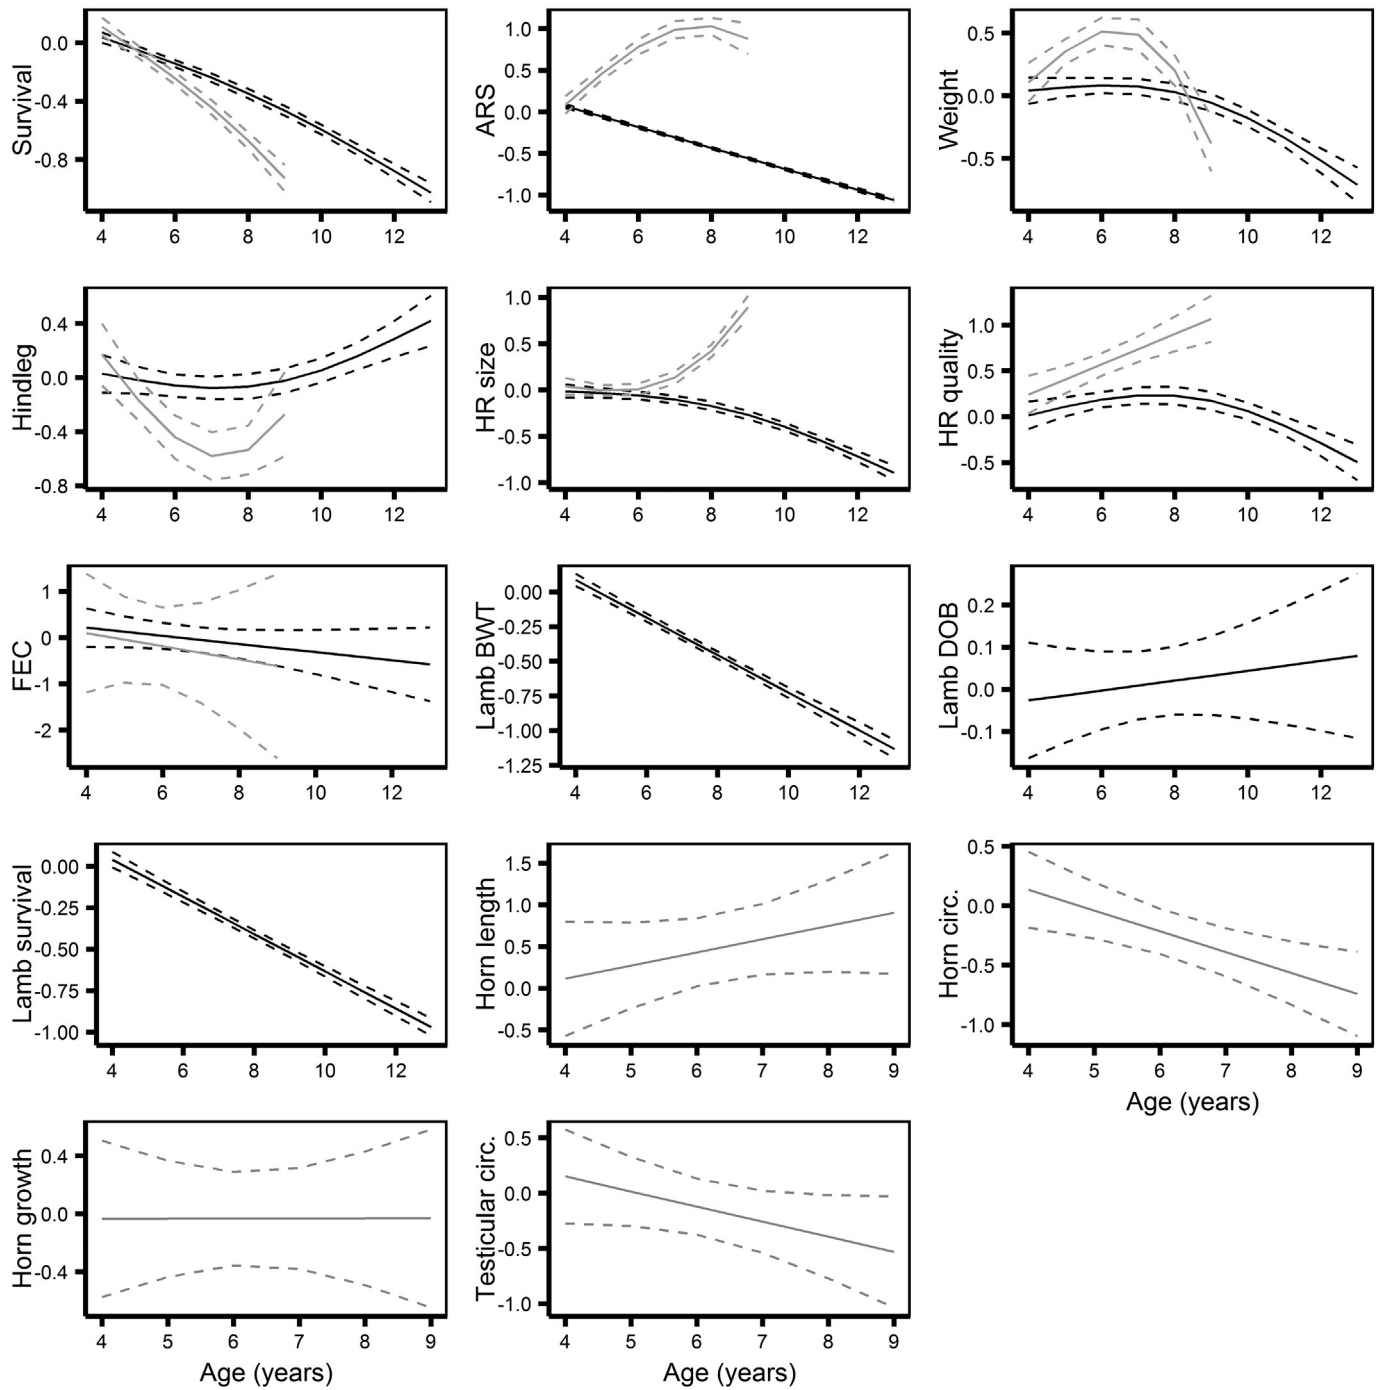 Survival
0.0
-0.4
-0.8
4 6 8 10 12
ARS
1.0
0.5
0.0
-0.5
-1.0
4 6 8 10 12
Weight
0.5
0.0
-0.5
4 6 8 10 12
Hindleg
0.4
0.0
-0.4
-0.8
4 6 8 10 12
HR size
1.0
0.5
0.0
-0.5
-1.0
4 6 8 10 12
HR quality
1.0
0.5
0.0
-0.5
4 6 8 10 12
FEC
1
0
-1
-2
4 6 8 10 12
Lamb BWT
0.00
-0.25
-0.50
-0.75
-1.00
-1.25
4 6 8 10 12
Lamb DOB
0.2
0.1
0.0
-0.1
4 6 8 10 12
Lamb survival
0.00
-0.25
-0.50
-0.75
-1.00
4 6 8 10 12
Horn length
1.5
1.0
0.5
0.0
-0.5
4 5 6 7 8 9
Horn circ.
0.5
0.0
-0.5
-1.0
4 5 6 7 8 9
Age (years)
Horn growth
0.4
0.0
-0.4
4 5 6 7 8 9
Age (years)
Testicular circ.
0.5
0.0
-0.5
-1.0
4 5 6 7 8 9
Age (years)